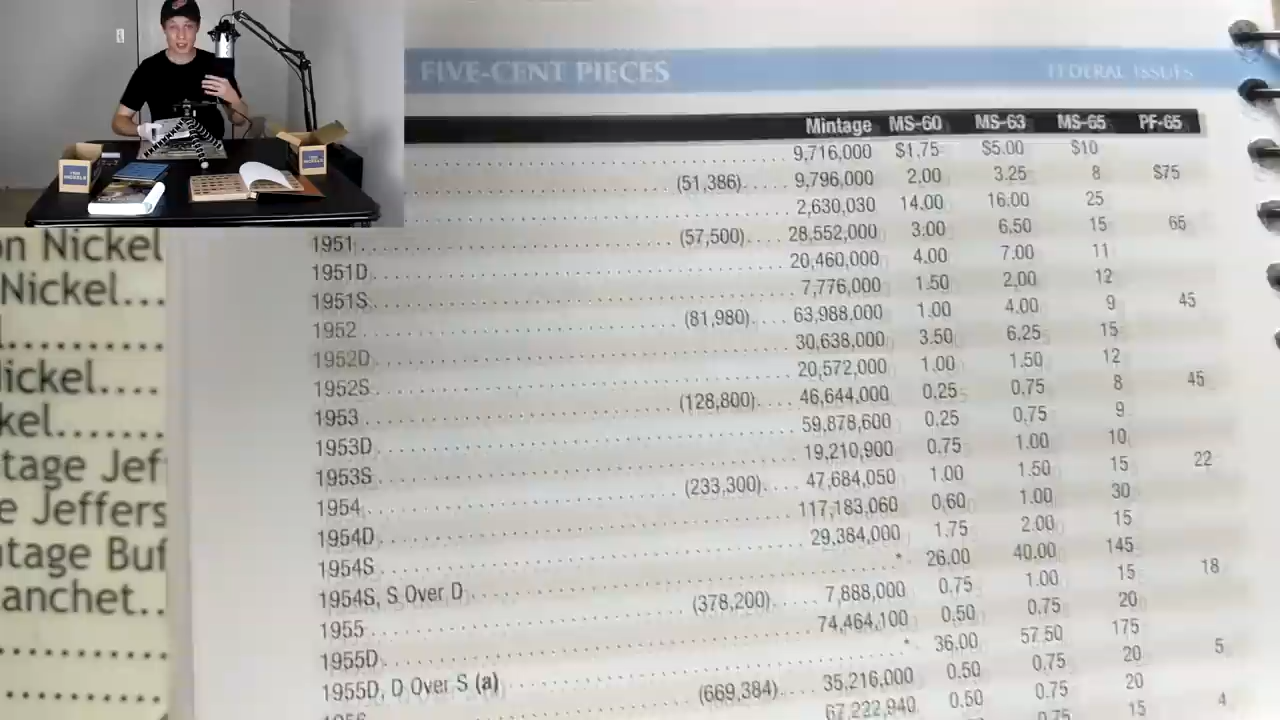 FIVE-CENT PIECES FEDERAL ISSUES
Mintage MS-60 MS-63 MS-65 PF-65
9,716,000 $1.75 $5.00 $10
(51,386) 9,796,000 2.00 3.25 8 $75
2,630,030 14.00 16.00 25
1951 (57,500) 28,552,000 3.00 6.50 15 65
1951D 20,460,000 4.00 7.00 11
1951S 7,776,000 1.50 2.00 12
1952 (81,980) 63,988,000 1.00 4.00 9 45
1952D 30,638,000 3.50 6.25 15
1952S 20,572,000 1.00 1.50 12
1953 (128,800) 46,644,000 0.25 0.75 8 45
1953D 59,878,600 0.25 0.75 9
1953S 19,210,900 0.75 1.00 10
1954 (233,300) 47,684,050 1.00 1.50 15 22
1954D 117,183,060 0.60 1.00 30
1954S 29,384,000 1.75 2.00 15
1954S, S Over D * 26.00 40.00 145
1955 (378,200) 7,888,000 0.75 1.00 15 18
1955D 74,464,100 0.50 0.75 20
1955D, D Over S (a) * 36.00 57.50 175
1956 (669,384) 35,216,000 0.50 0.75 20 5
67,222,940 0.50 0.75 20
0.75 15 4
on Nickel
Nickel...
l..........
lickel....
kel.......
tage Jef
e Jeffers
ntage Buf
anchet..